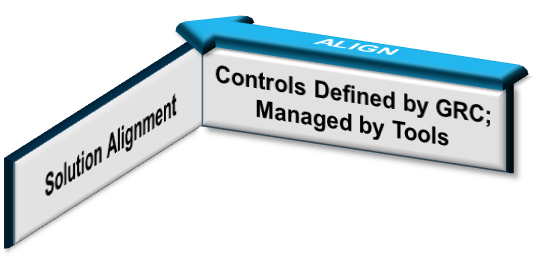 ALIGN
Solution Alignment
Controls Defined by GRC;
Managed by Tools